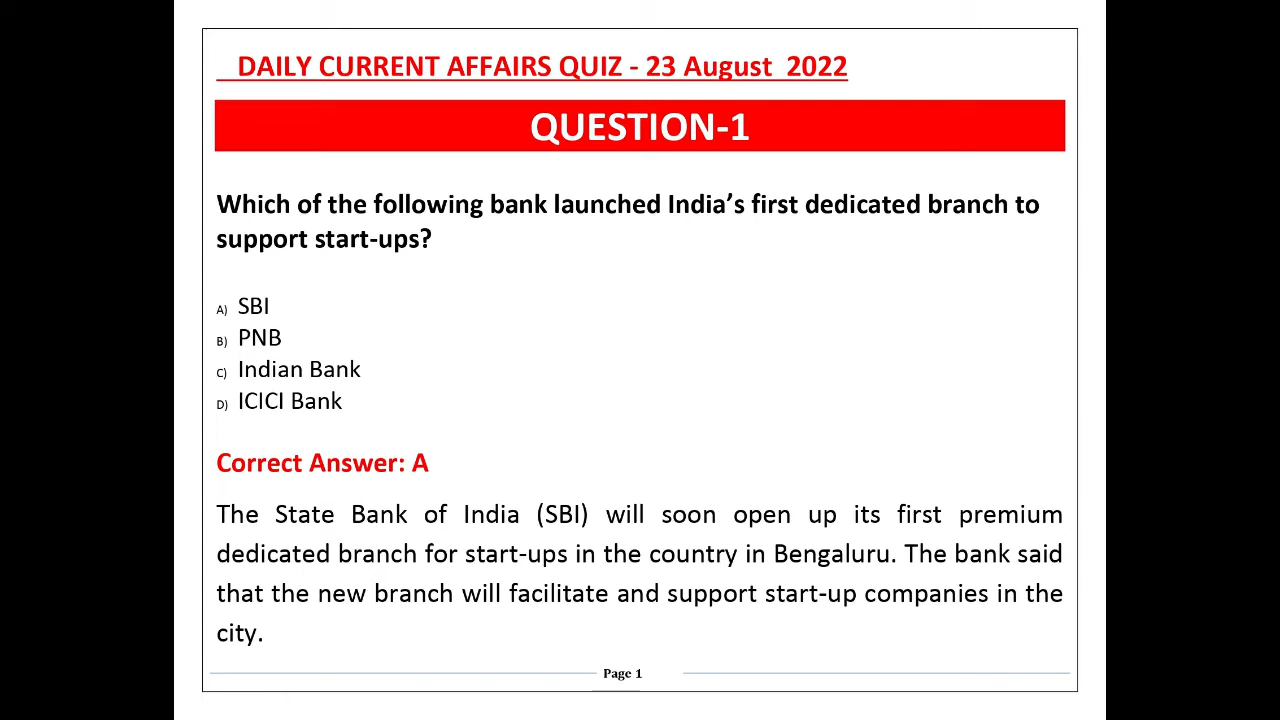 DAILY CURRENT AFFAIRS QUIZ - 23 August 2022
QUESTION-1
Which of the following bank launched India’s first dedicated branch to
support start-ups?
A) SBI
B) PNB
C) Indian Bank
D) ICICI Bank
Correct Answer: A
The State Bank of India (SBI) will soon open up its first premium
dedicated branch for start-ups in the country in Bengaluru. The bank said
that the new branch will facilitate and support start-up companies in the
city.
Page 1